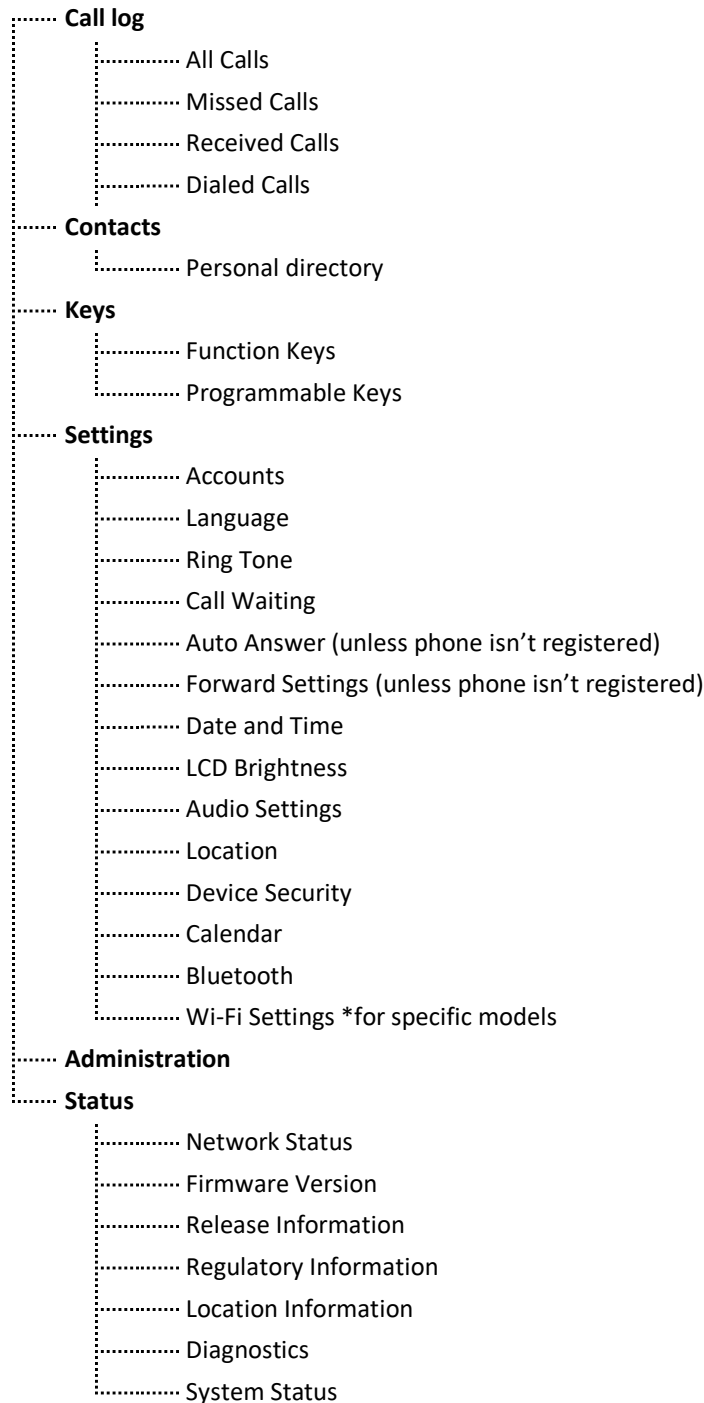 Call log
All Calls
Missed Calls
Received Calls
Dialed Calls
Contacts
Personal directory
Keys
Function Keys
Programmable Keys
Settings
Accounts
Language
Ring Tone
Call Waiting
Auto Answer (unless phone isn’t registered)
Forward Settings (unless phone isn’t registered)
Date and Time
LCD Brightness
Audio Settings
Location
Device Security
Calendar
Bluetooth
Wi-Fi Settings *for specific models
Administration
Status
Network Status
Firmware Version
Release Information
Regulatory Information
Location Information
Diagnostics
System Status